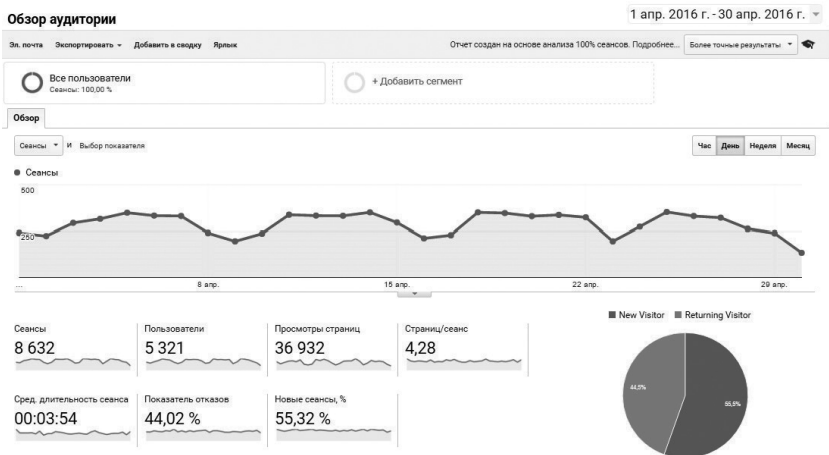 Обзор аудитории
1 апр. 2016 г. - 30 апр. 2016 г.
Эл. почта Экспортировать Добавить в сводку Ярлык
Отчет создан на основе анализа 100% сеансов. Подробнее... Более точные результаты
Все пользователи
Сеансы: 100,00 %
+ Добавить сегмент
Обзор
Сеансы и Выбор показателя
Час День Неделя Месяц
Сеансы
500
250
... 8 апр. 15 апр. 22 апр. 29 апр.
New Visitor Returning Visitor
Сеансы Пользователи Просмотры страниц Страниц/сеанс
8 632 5 321 36 932 4,28
44,5% 55,5%
Сред. длительность сеанса Показатель отказов Новые сеансы, %
00:03:54 44,02 % 55,32 %